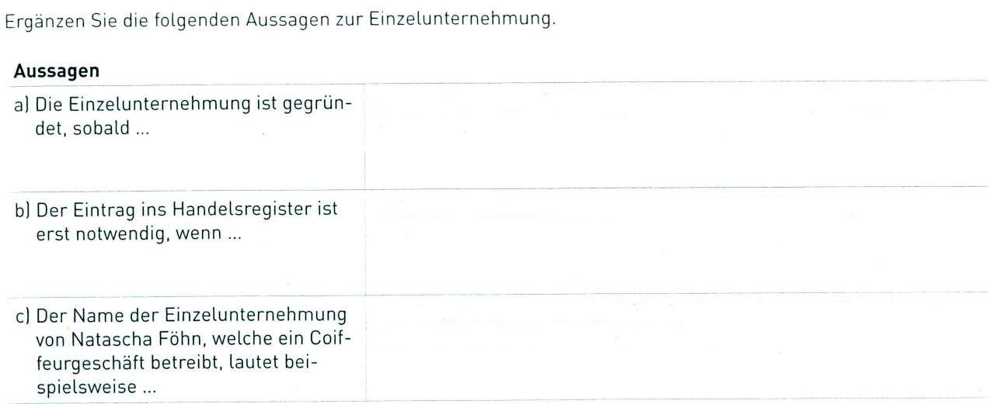 Ergänzen Sie die folgenden Aussagen zur Einzelunternehmung.
Aussagen
a) Die Einzelunternehmung ist gegrün-
det, sobald ...
b) Der Eintrag ins Handelsregister ist
erst notwendig, wenn ...
c) Der Name der Einzelunternehmung
von Natascha Föhn, welche ein Coif-
feurgeschäft betreibt, lautet bei-
spielsweise ...